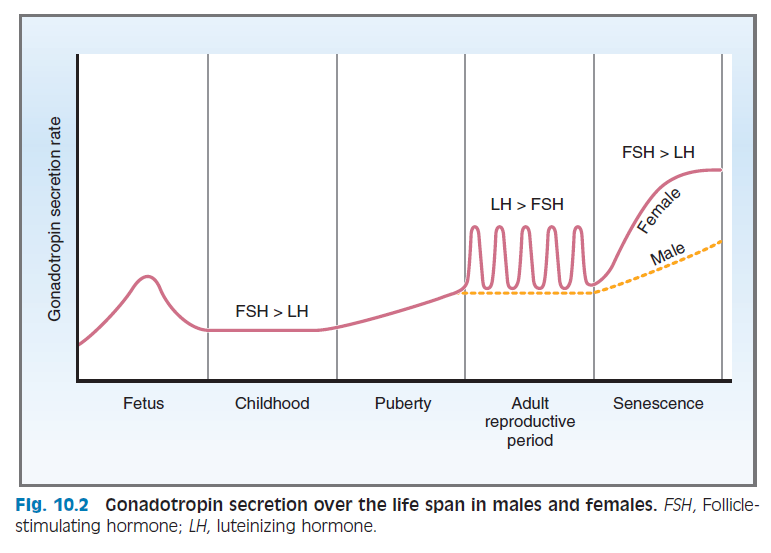 Gonadotropin secretion rate
FSH > LH
LH > FSH
FSH > LH
Female
Male
Fetus
Childhood
Puberty
Adult
reproductive
period
Senescence
Fig. 10.2 Gonadotropin secretion over the life span in males and females. FSH, Follicle-
stimulating hormone; LH, luteinizing hormone.